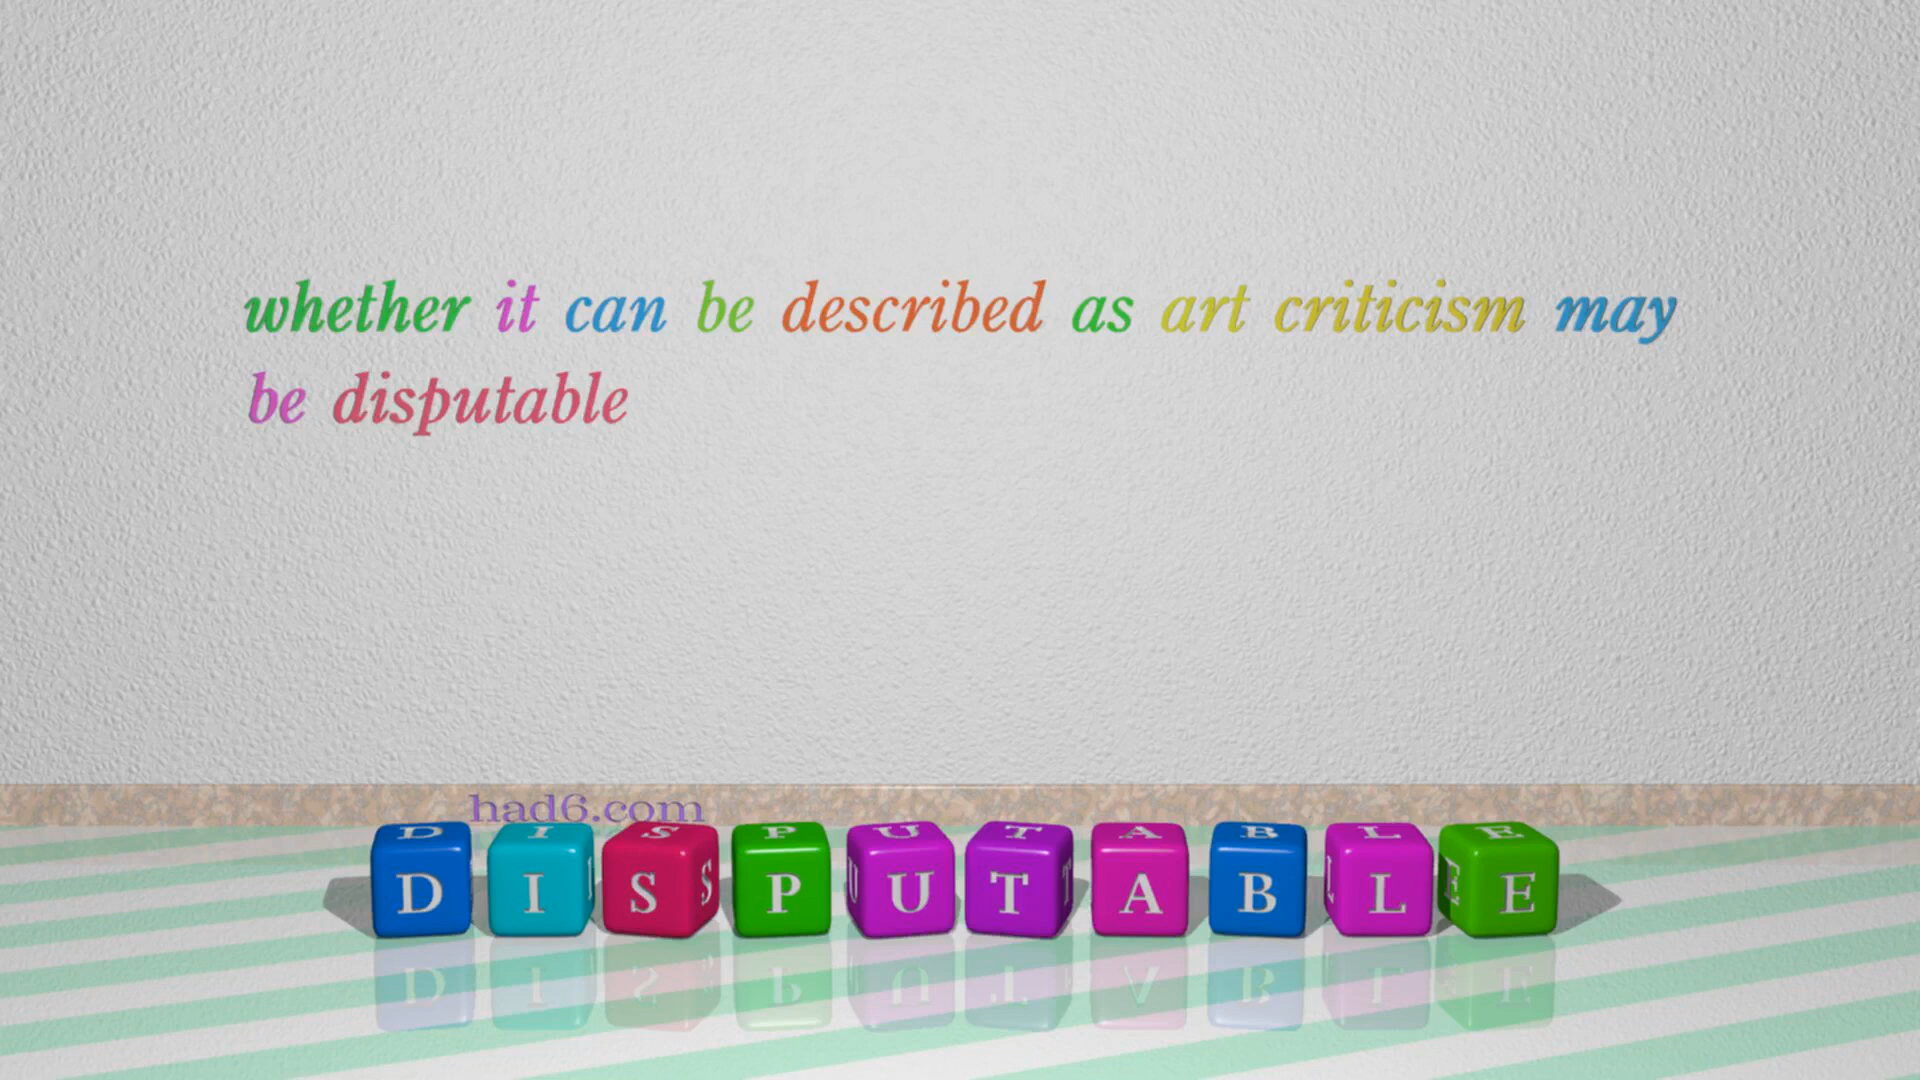 whether it can be described as art criticism may
be disputable
had6.com
DISPUTABLE